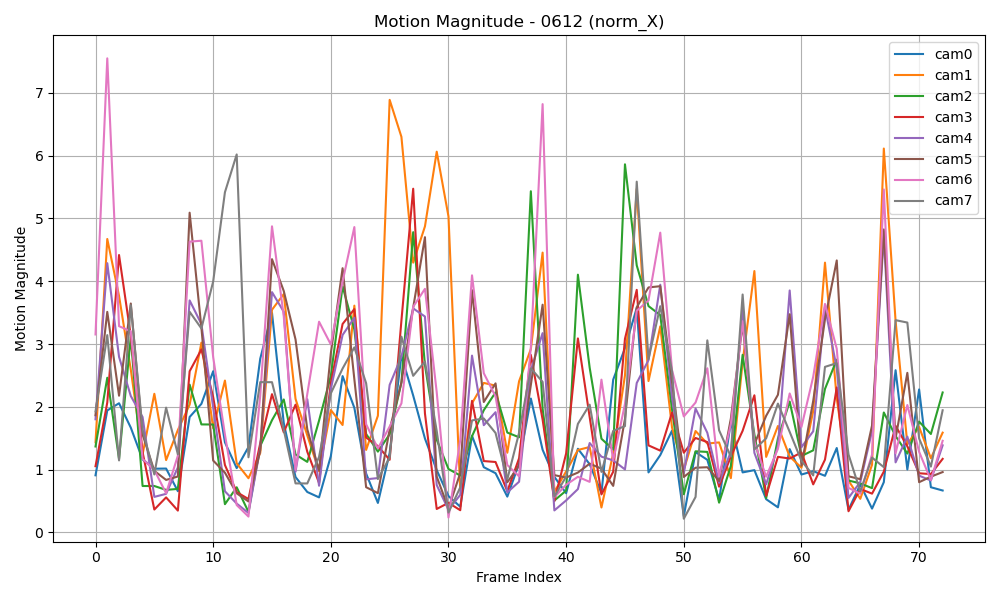 Motion Magnitude - 0612 (norm_X)
Motion Magnitude
7
6
5
4
3
2
1
0
0
10
20
30
40
50
60
70
Frame Index
cam0
cam1
cam2
cam3
cam4
cam5
cam6
cam7